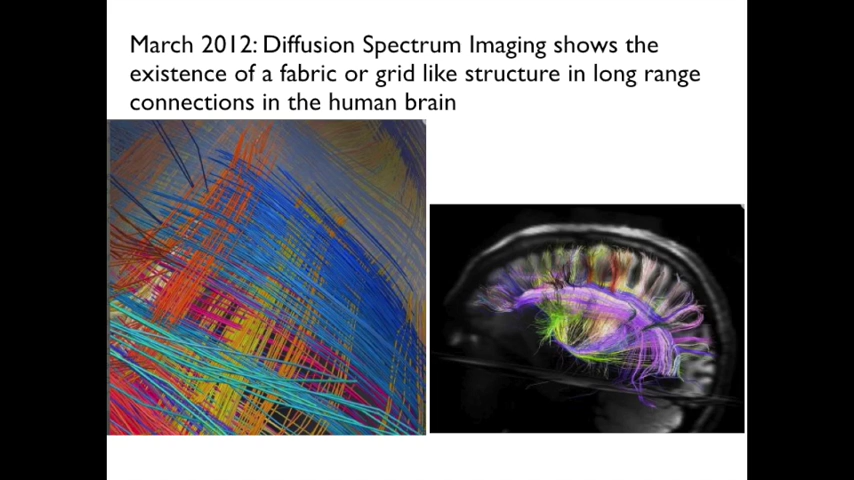 March 2012: Diffusion Spectrum Imaging shows the
existence of a fabric or grid like structure in long range
connections in the human brain